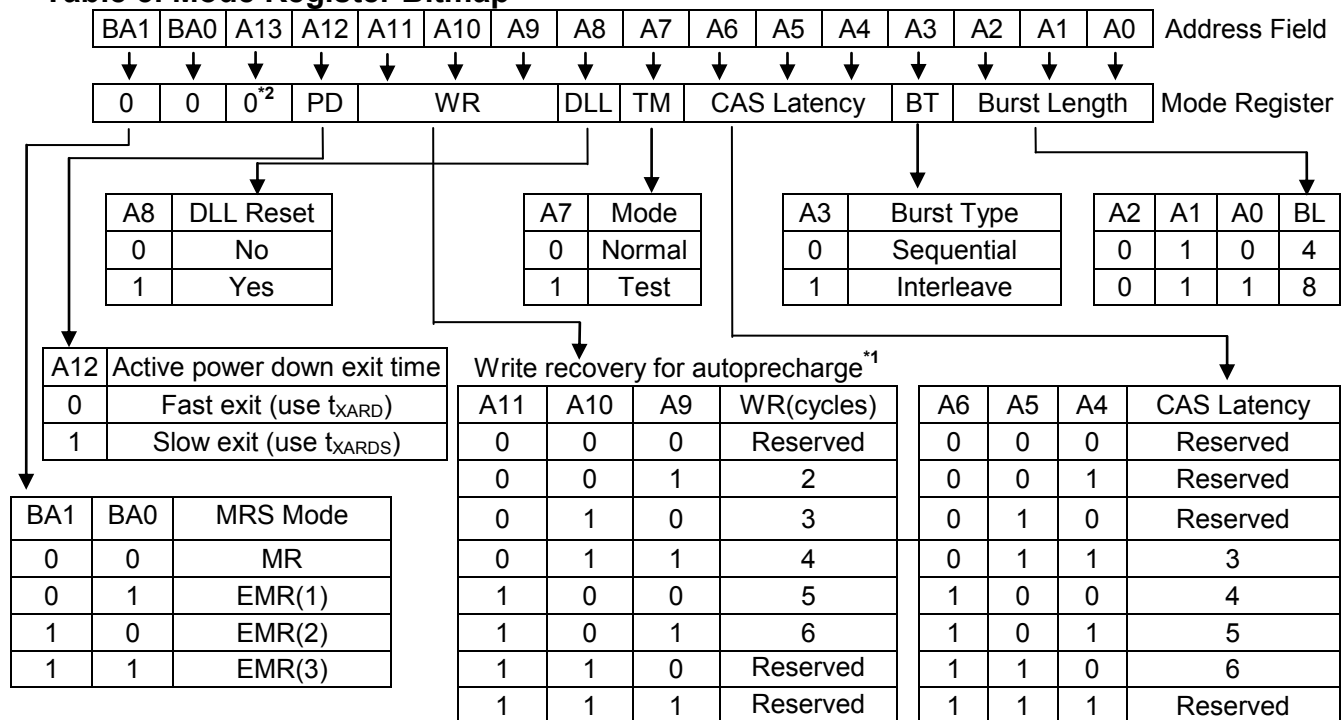 Table 5. Mode Register Bitmap
BA1 BA0 A13 A12 A11 A10 A9 A8 A7 A6 A5 A4 A3 A2 A1 A0 Address Field
0 0 0*2 PD WR DLL TM CAS Latency BT Burst Length Mode Register
A8 DLL Reset
0 No
1 Yes
A7 Mode
0 Normal
1 Test
A3 Burst Type
0 Sequential
1 Interleave
A2 A1 A0 BL
0 1 0 4
0 1 1 8
A12 Active power down exit time
0 Fast exit (use tXARD)
1 Slow exit (use tXARDS)
BA1 BA0 MRS Mode
0 0 MR
0 1 EMR(1)
1 0 EMR(2)
1 1 EMR(3)
Write recovery for autoprecharge*1
A11 A10 A9 WR(cycles)
0 0 0 Reserved
0 0 1 2
0 1 0 3
0 1 1 4
1 0 0 5
1 0 1 6
1 1 0 Reserved
1 1 1 Reserved
A6 A5 A4 CAS Latency
0 0 0 Reserved
0 0 1 Reserved
0 1 0 Reserved
0 1 1 3
1 0 0 4
1 0 1 5
1 1 0 6
1 1 1 Reserved